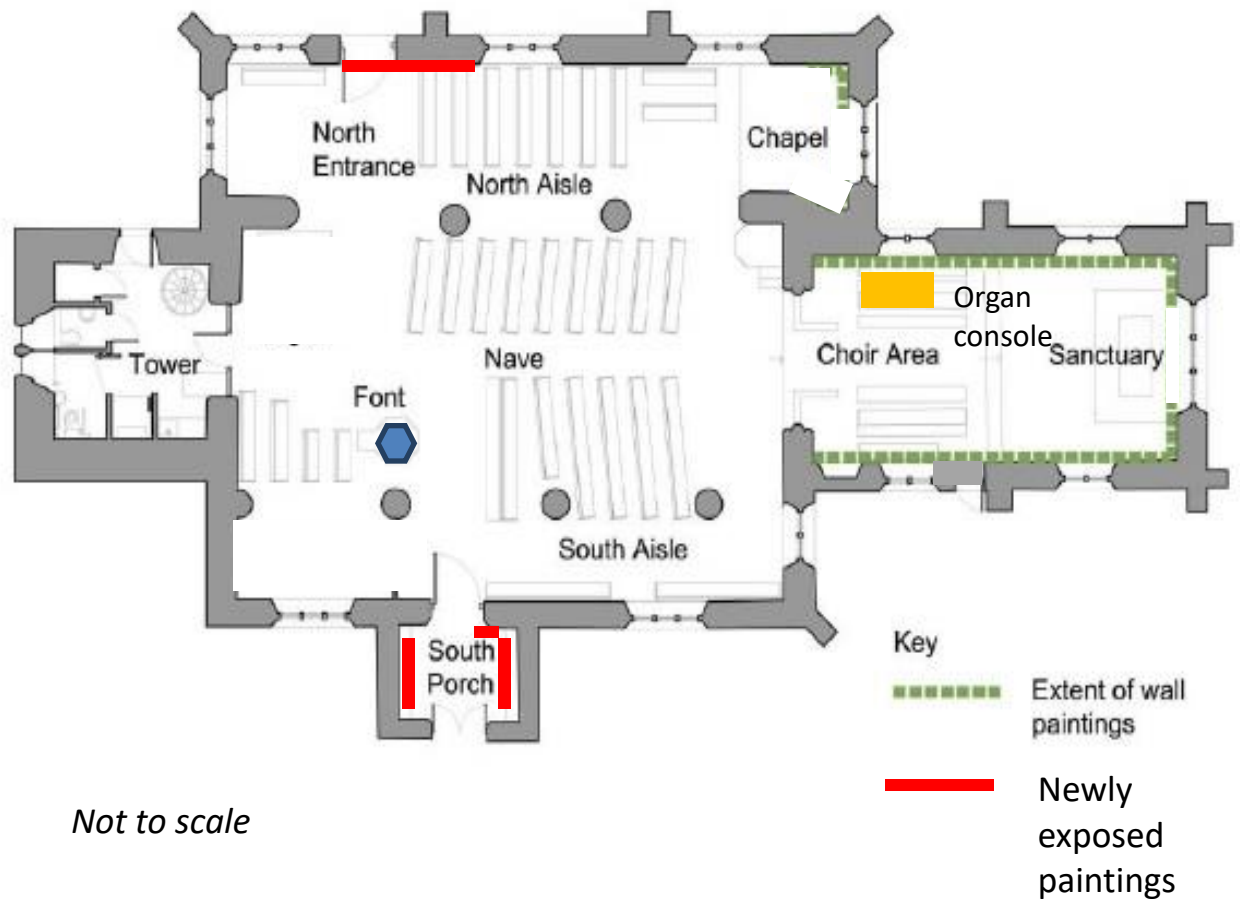 North
Entrance
North Aisle
Chapel
Organ
console
Tower
Nave
Choir Area
Sanctuary
Font
South Aisle
South
Porch
Key
Extent of wall
paintings
Newly
exposed
paintings
Not to scale